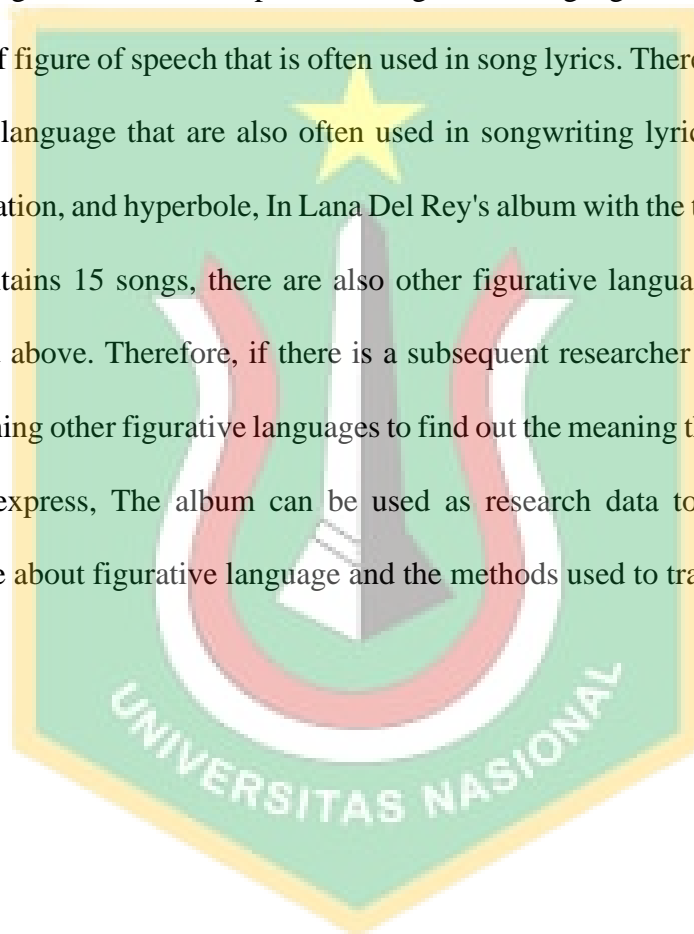 f figure of speech that is often used in song lyrics. There
language that are also often used in songwriting lyric
ation, and hyperbole, In Lana Del Rey's album with the t
tains 15 songs, there are also other figurative langua
above. Therefore, if there is a subsequent researcher
ning other figurative languages to find out the meaning th
express, The album can be used as research data to
e about figurative language and the methods used to tra
UNIVERSITAS NASIONAL